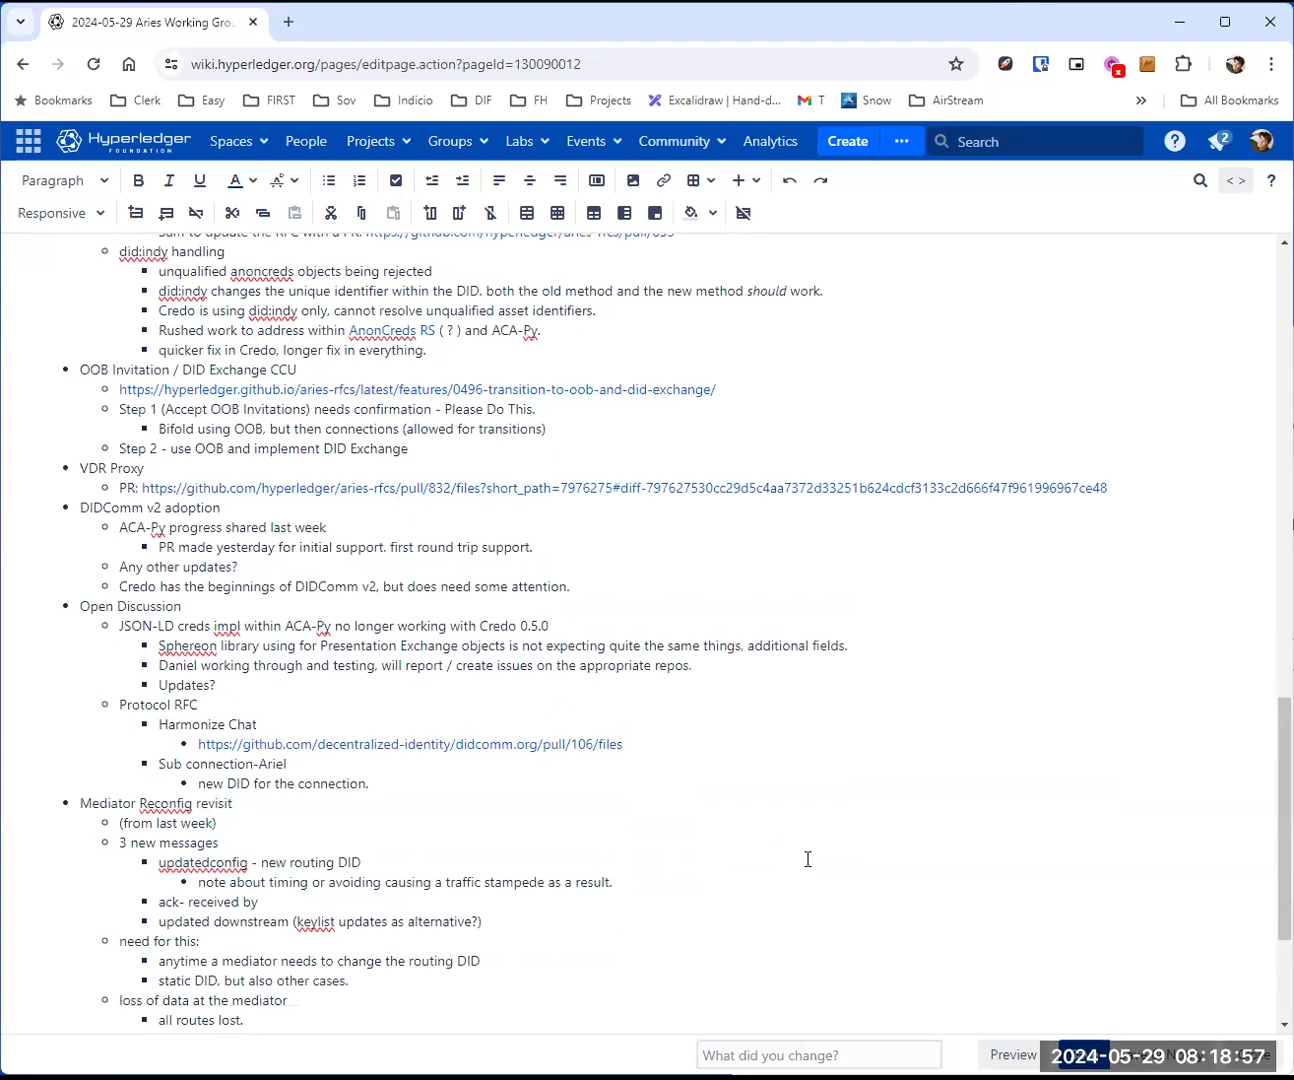 2024-05-29 Aries Working Gro
wiki.hyperledger.org/pages/editpage.action?pageId=130090012
Bookmarks Clerk Easy FIRST Sov Indicio DIF FH Projects Excalidraw | Hand-d... T Snow AirStream » All Bookmarks
Hyperledger FOUNDATION Spaces People Projects Groups Labs Events Community Analytics Create ••• Search 2
Paragraph B I U A < > ?
Responsive
Sam to update the RFC with a PR: https://github.com/hyperledger/aries-rfcs/pull/835
did:indy handling
unqualified anoncreds objects being rejected
did:indy changes the unique identifier within the DID. both the old method and the new method should work.
Credo is using did:indy only, cannot resolve unqualified asset identifiers.
Rushed work to address within AnonCreds RS ( ? ) and ACA-Py.
quicker fix in Credo, longer fix in everything.
OOB Invitation / DID Exchange CCU
https://hyperledger.github.io/aries-rfcs/latest/features/0496-transition-to-oob-and-did-exchange/
Step 1 (Accept OOB Invitations) needs confirmation - Please Do This.
Bifold using OOB, but then connections (allowed for transitions)
Step 2 - use OOB and implement DID Exchange
VDR Proxy
PR: https://github.com/hyperledger/aries-rfcs/pull/832/files?short_path=7976275#diff-797627530cc29d5c4aa7372d33251b624cdcf3133c2d666f47f961996967ce48
DIDComm v2 adoption
ACA-Py progress shared last week
PR made yesterday for initial support. first round trip support.
Any other updates?
Credo has the beginnings of DIDComm v2, but does need some attention.
Open Discussion
JSON-LD creds impl within ACA-Py no longer working with Credo 0.5.0
Sphereon library using for Presentation Exchange objects is not expecting quite the same things, additional fields.
Daniel working through and testing, will report / create issues on the appropriate repos.
Updates?
Protocol RFC
Harmonize Chat
https://github.com/decentralized-identity/didcomm.org/pull/106/files
Sub connection-Ariel
new DID for the connection.
Mediator Reconfig revisit
(from last week)
3 new messages
updatedconfig - new routing DID
note about timing or avoiding causing a traffic stampede as a result.
ack- received by
updated downstream (keylist updates as alternative?)
need for this:
anytime a mediator needs to change the routing DID
static DID, but also other cases.
loss of data at the mediator
all routes lost.
What did you change? Preview
2024-05-29 08:18:57